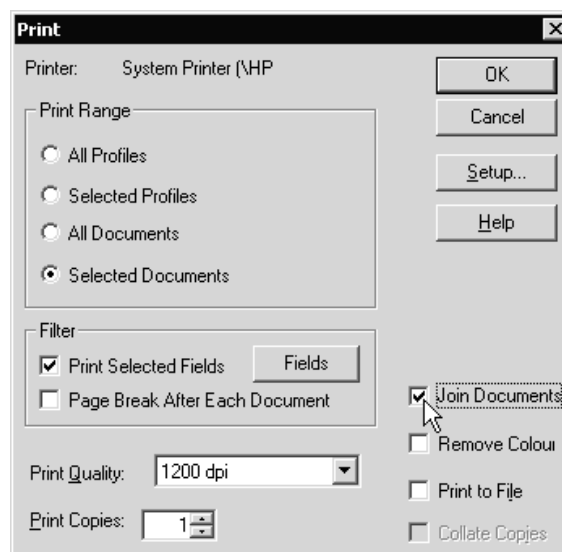 Print
Printer: System Printer (\HP
OK
Cancel
Setup...
Help
Print Range
All Profiles
Selected Profiles
All Documents
Selected Documents
Filter
Print Selected Fields
Fields
Page Break After Each Document
Join Documents
Remove Colour
Print to File
Collate Copies
Print Quality: 1200 dpi
Print Copies: 1